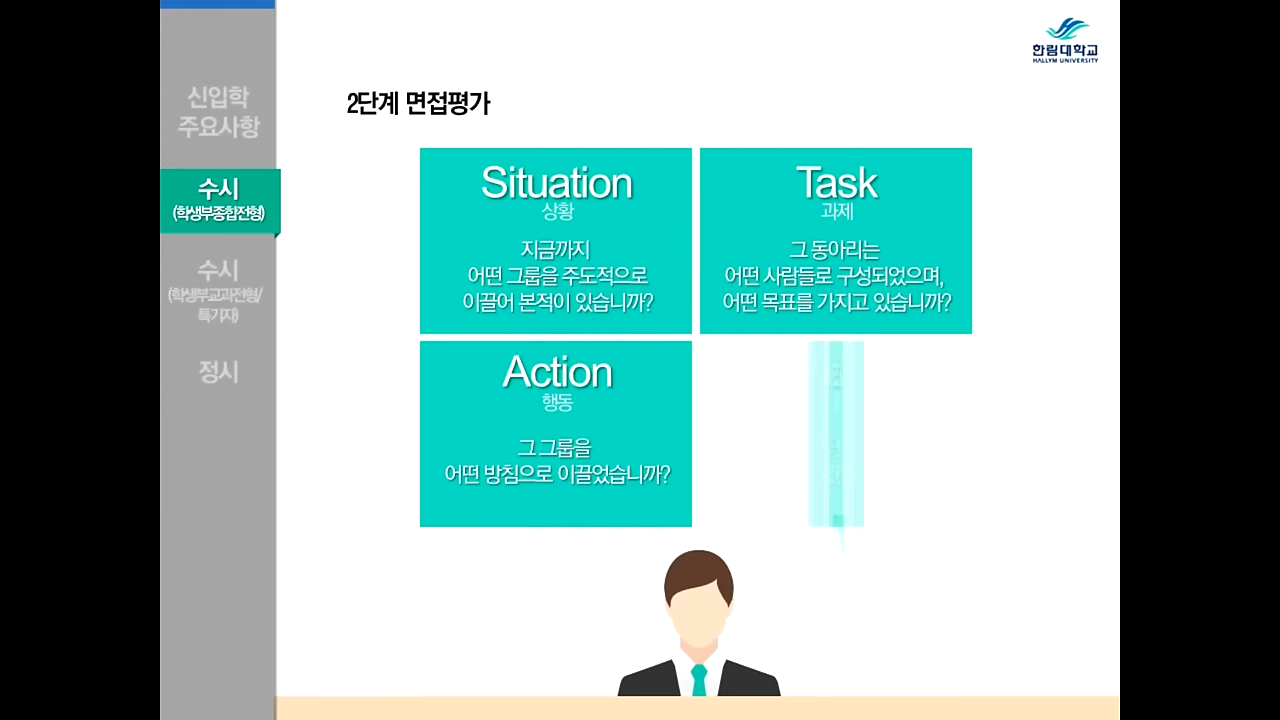 한림대학교
HALLYM UNIVERSITY
신입학
주요사항
수시
(학생부종합전형)
수시
(학생부교과전형/
특기자)
정시
2단계 면접평가
Situation
상황
지금까지
어떤 그룹을 주도적으로
이끌어 본적이 있습니까?
Task
과제
그 동아리는
어떤 사람들로 구성되었으며,
어떤 목표를 가지고 있습니까?
Action
행동
그 그룹을
어떤 방침으로 이끌었습니까?